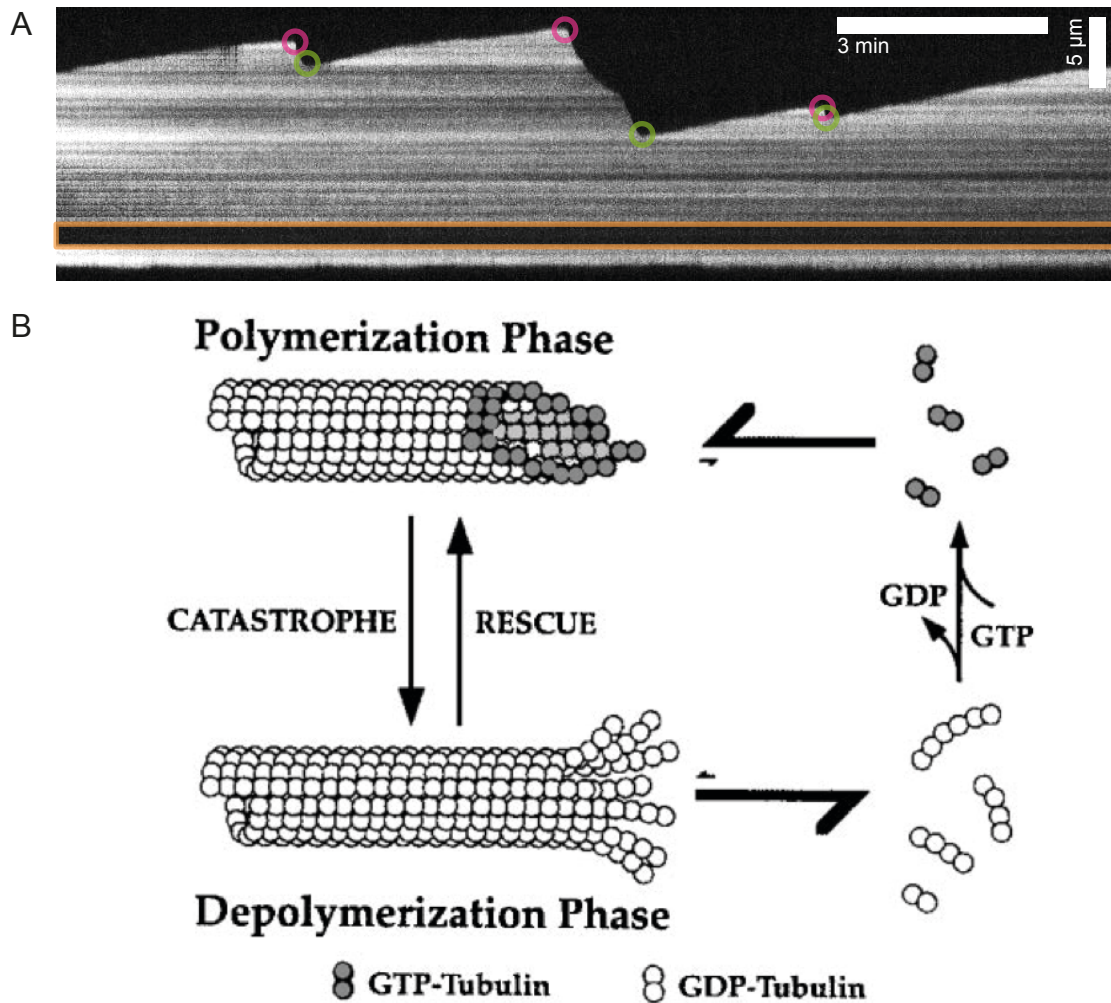 A
3 min
5 µm
B
Polymerization Phase
CATASTROPHE
RESCUE
GDP
GTP
Depolymerization Phase
GTP-Tubulin
GDP-Tubulin